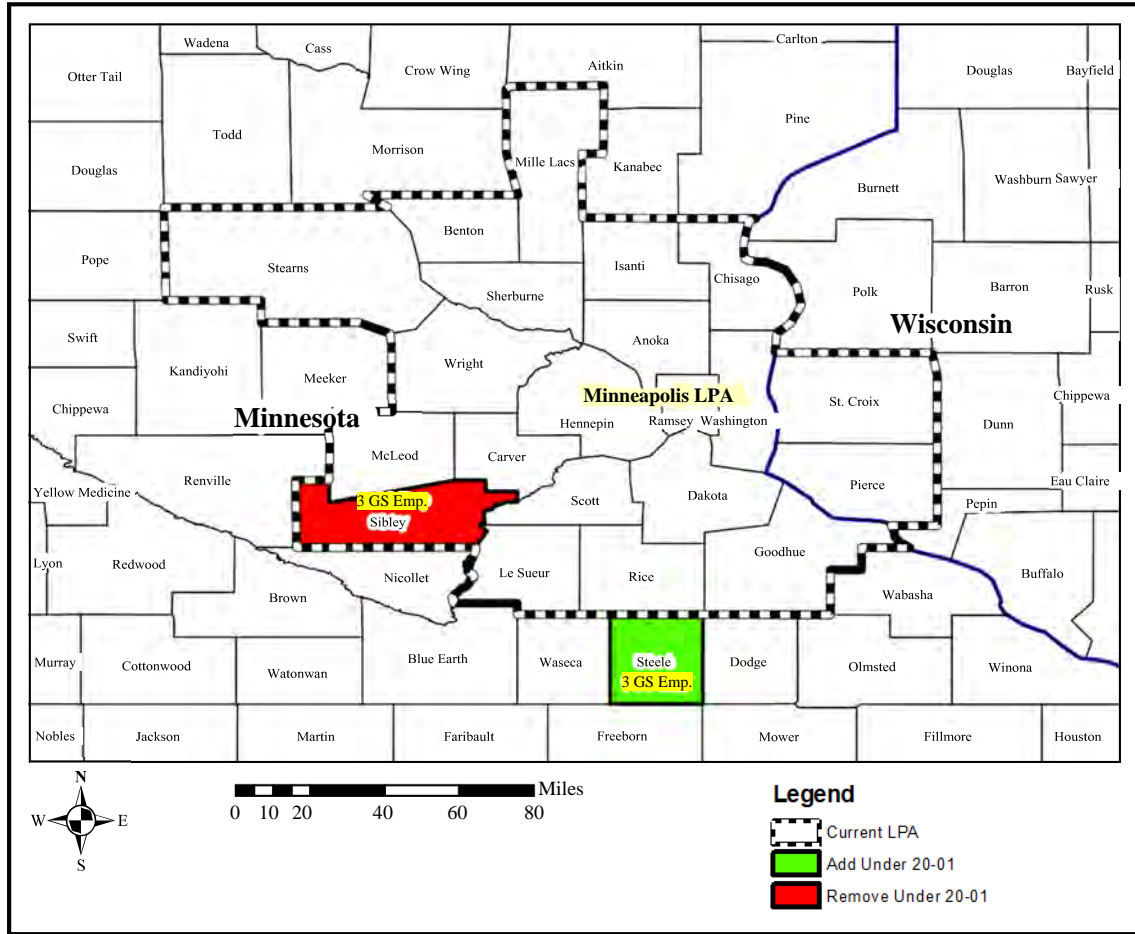 Wadena
Cass
Carlton
Otter Tail
Crow Wing
Aitkin
Douglas
Bayfield
Todd
Morrison
Pine
Mille Lacs
Kanabec
Douglas
Washburn
Sawyer
Burnett
Benton
Pope
Stearns
Isanti
Chisago
Sherburne
Polk
Barron
Rusk
Wisconsin
Swift
Anoka
Wright
Kandiyohi
Meeker
Minneapolis LPA
St. Croix
Chippewa
Chippewa
Minnesota
Hennepin
Ramsey
Washington
Dunn
McLeod
Carver
Renville
Pierce
Eau Claire
Yellow Medicine
3 GS Emp.
Scott
Dakota
Pepin
Sibley
Goodhue
Lyon
Redwood
Nicollet
Le Sueur
Rice
Buffalo
Brown
Wabasha
Murray
Cottonwood
Watonwan
Blue Earth
Waseca
Steele
3 GS Emp.
Dodge
Olmsted
Winona
Nobles
Jackson
Martin
Faribault
Freeborn
Mower
Fillmore
Houston
N
W
E
S
Miles
0 10 20 40 60 80
Legend
Current LPA
Add Under 20-01
Remove Under 20-01